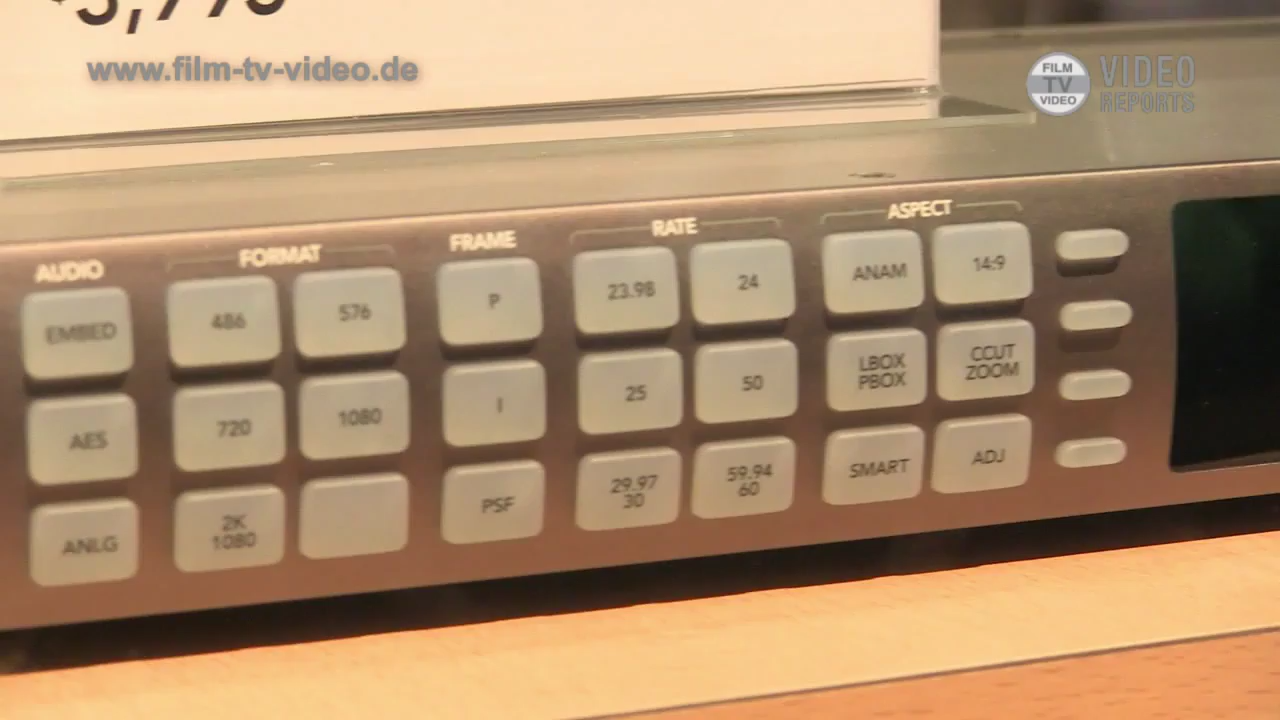 www.film-tv-video.de
FILM
TV
VIDEO
VIDEO
REPORTS
AUDIO
FORMAT
FRAME
RATE
ASPECT
EMBED
486
576
P
23.98
24
ANAM
14:9
AES
720
1080
I
25
50
LBOX
PBOX
CCUT
ZOOM
ANLG
2K
1080
PSF
29.97
30
59.94
60
SMART
ADJ